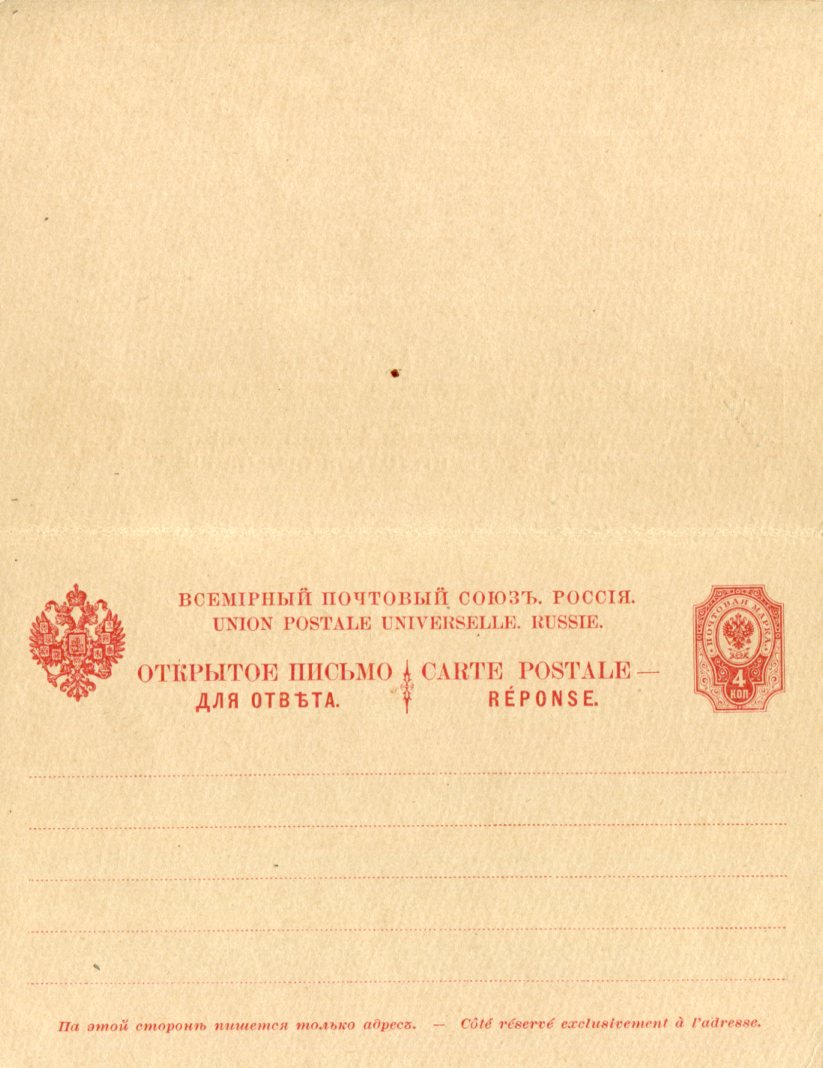 ВСЕМІРНЫЙ ПОЧТОВЫЙ СОЮЗЪ. РОССІЯ.
UNION POSTALE UNIVERSELLE. RUSSIE.
ОТКРЫТОЕ ПИСЬМО CARTE POSTALE —
ДЛЯ ОТВѢТА. RÉPONSE.
ПОЧТОВАЯ МАРКА
4
КОП
На этой сторонѣ пишется только адресъ. — Côté réservé exclusivement à l'adresse.